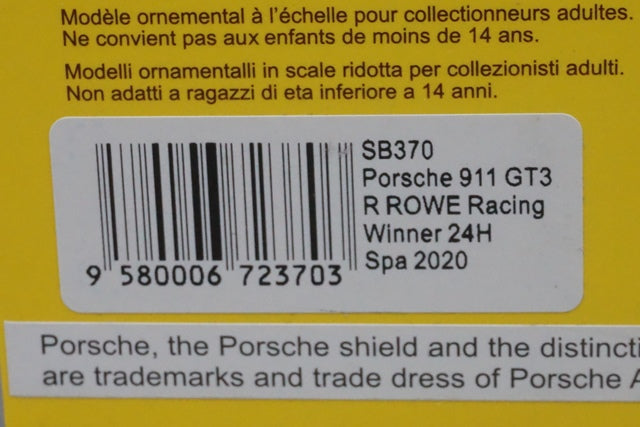 Modèle ornemental à l'échelle pour collectionneurs adultes.
Ne convient pas aux enfants de moins de 14 ans.
Modelli ornamentalli in scale ridotta per collezionisti adulti.
Non adatti a ragazzi di eta inferiore a 14 anni.
SB370
Porsche 911 GT3
R ROWE Racing
Winner 24H
Spa 2020
9 580006 723703
Porsche, the Porsche shield and the distincti
are trademarks and trade dress of Porsche A